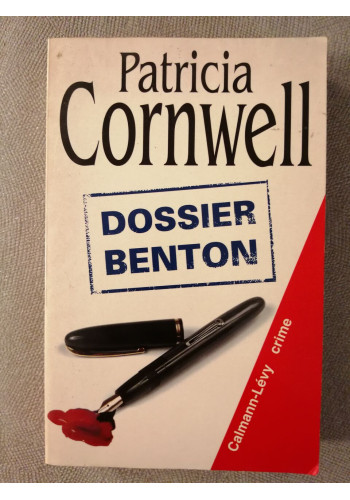 Patricia
Cornwell
DOSSIER
BENTON
Calmann-Lévy crime